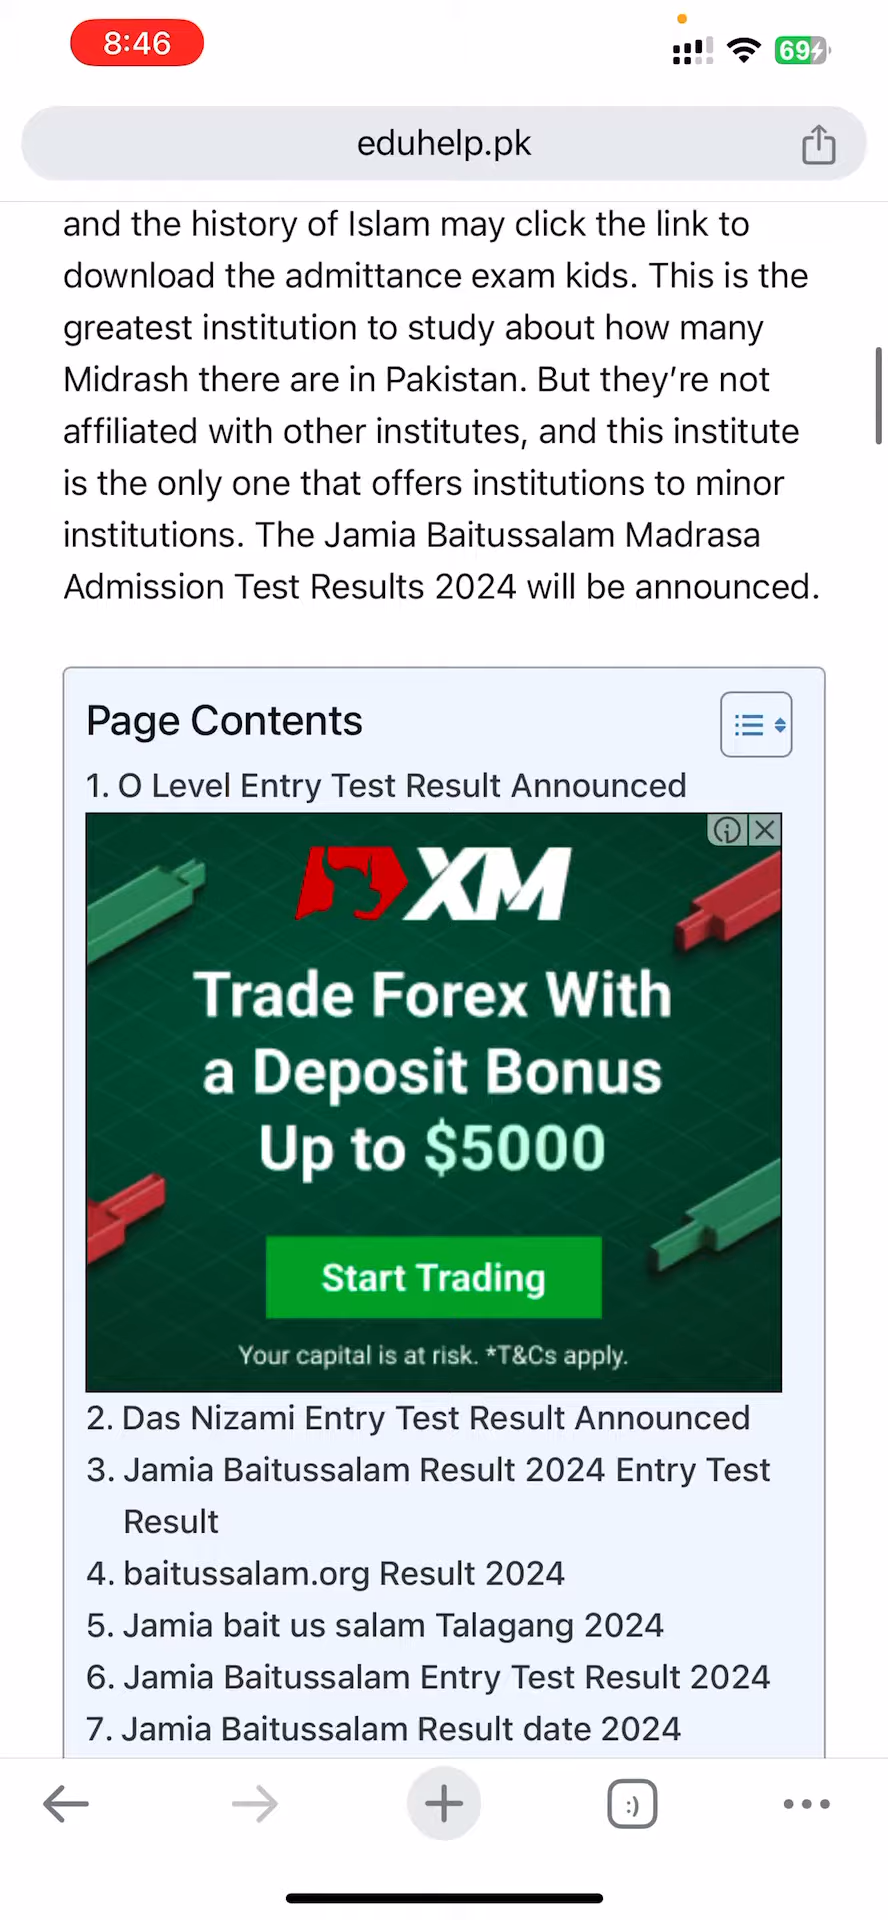 8:46
69
eduhelp.pk
and the history of Islam may click the link to
download the admittance exam kids. This is the
greatest institution to study about how many
Midrash there are in Pakistan. But they’re not
affiliated with other institutes, and this institute
is the only one that offers institutions to minor
institutions. The Jamia Baitussalam Madrasa
Admission Test Results 2024 will be announced.
Page Contents
1. O Level Entry Test Result Announced
XM
Trade Forex With
a Deposit Bonus
Up to $5000
Start Trading
Your capital is at risk. *T&Cs apply.
2. Das Nizami Entry Test Result Announced
3. Jamia Baitussalam Result 2024 Entry Test
Result
4. baitussalam.org Result 2024
5. Jamia bait us salam Talagang 2024
6. Jamia Baitussalam Entry Test Result 2024
7. Jamia Baitussalam Result date 2024
:)